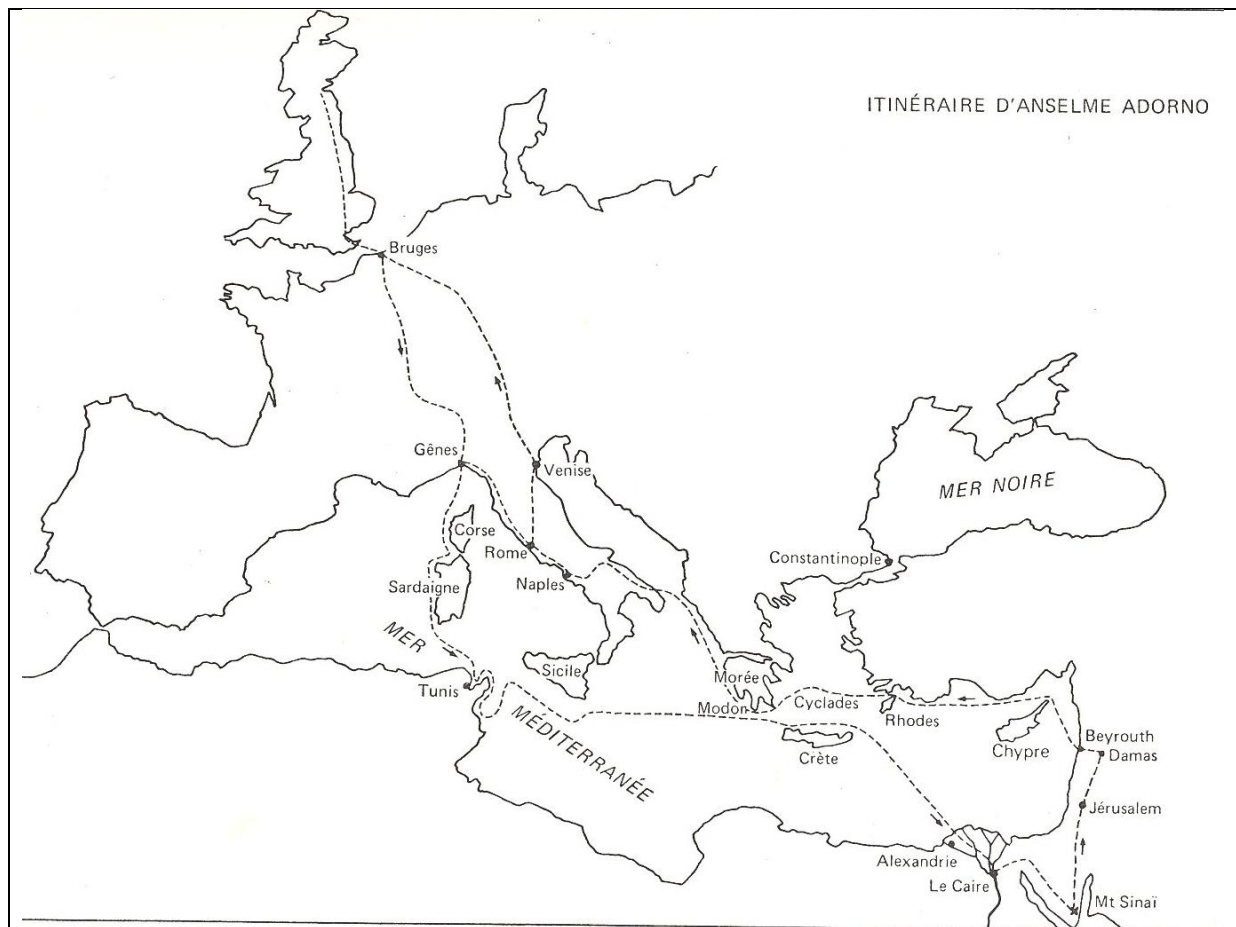 ITINÉRAIRE D'ANSELME ADORNO
Bruges
Gênes
Venise
MER NOIRE
Corse
Rome
Constantinople
Naples
Sardaigne
MER
Sicile
Morée
Tunis
Modon
Cyclades
Rhodes
MÉDITERRANÉE
Crète
Chypre
Beyrouth
Damas
Jérusalem
Alexandrie
Le Caire
Mt Sinaï